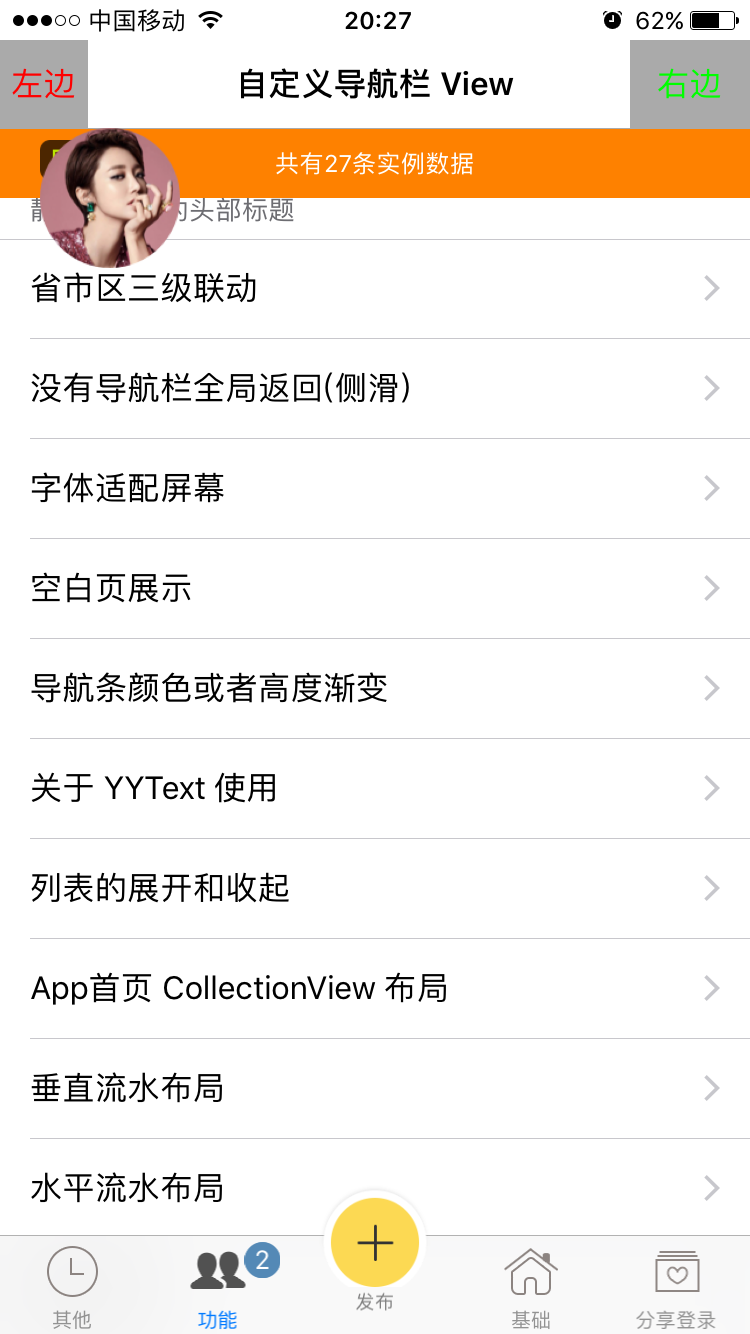 中国移动 20:27 62%
左边 自定义导航栏 View 右边
共有27条实例数据
的头部标题
省市区三级联动
没有导航栏全局返回(侧滑)
字体适配屏幕
空白页展示
导航条颜色或者高度渐变
关于 YYText 使用
列表的展开和收起
App首页 CollectionView 布局
垂直流水布局
水平流水布局
2
其他 功能 发布 基础 分享登录